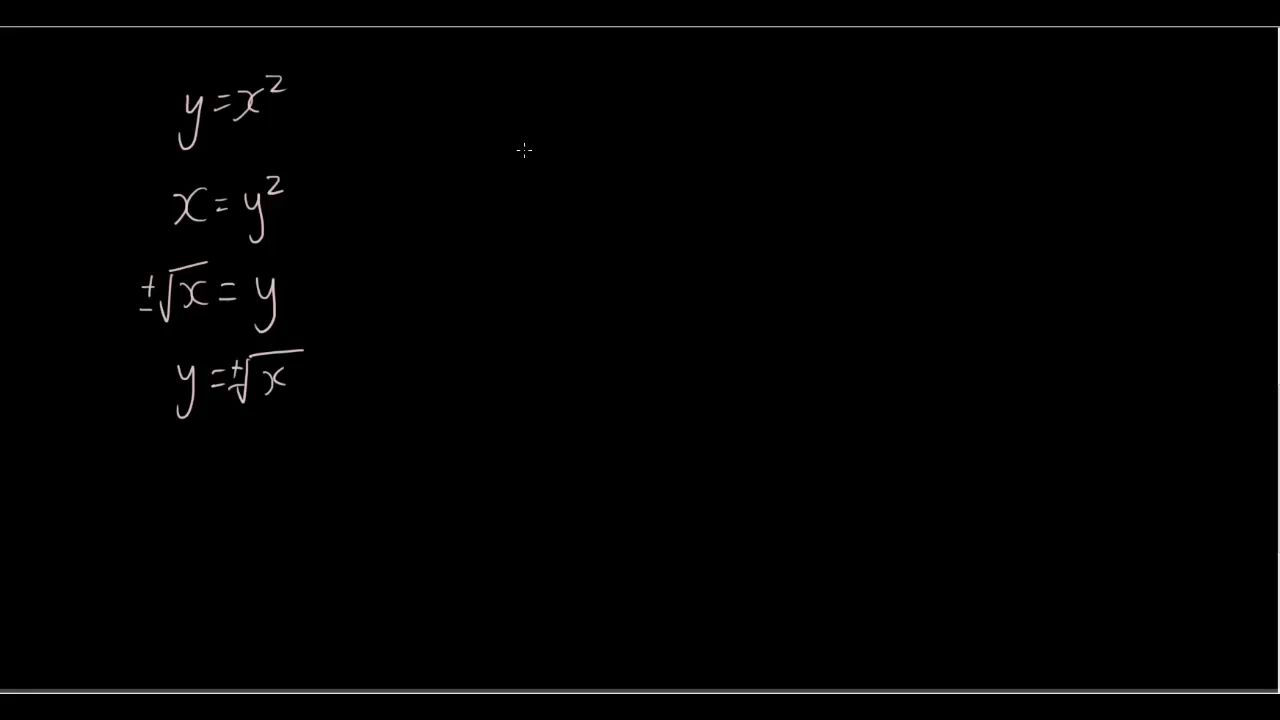 y = x²
x = y²
±√x = y
y = ±√x